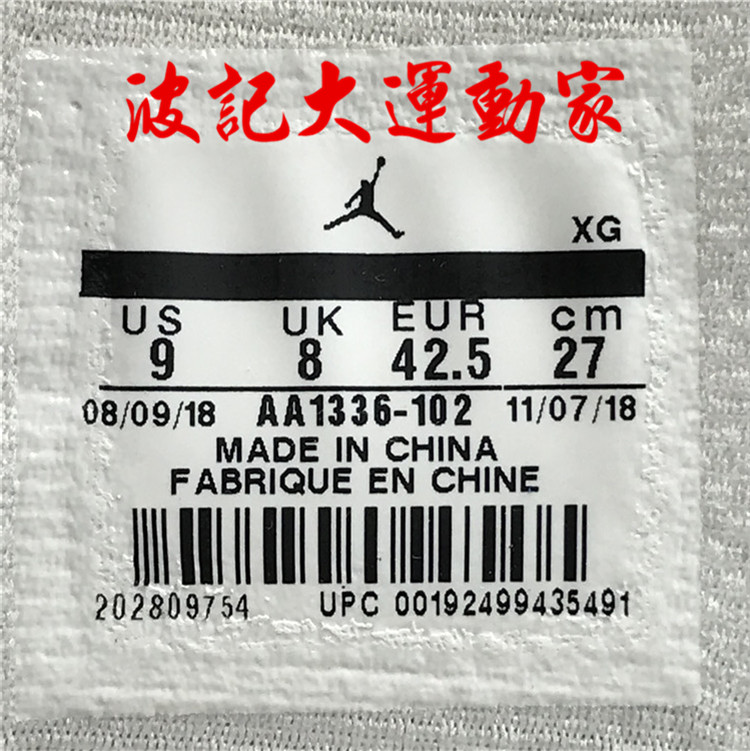 波記大運動家
XG
US UK EUR cm
9 8 42.5 27
08/09/18 AA1336-102 11/07/18
MADE IN CHINA
FABRIQUE EN CHINE
202809754 UPC 00192499435491